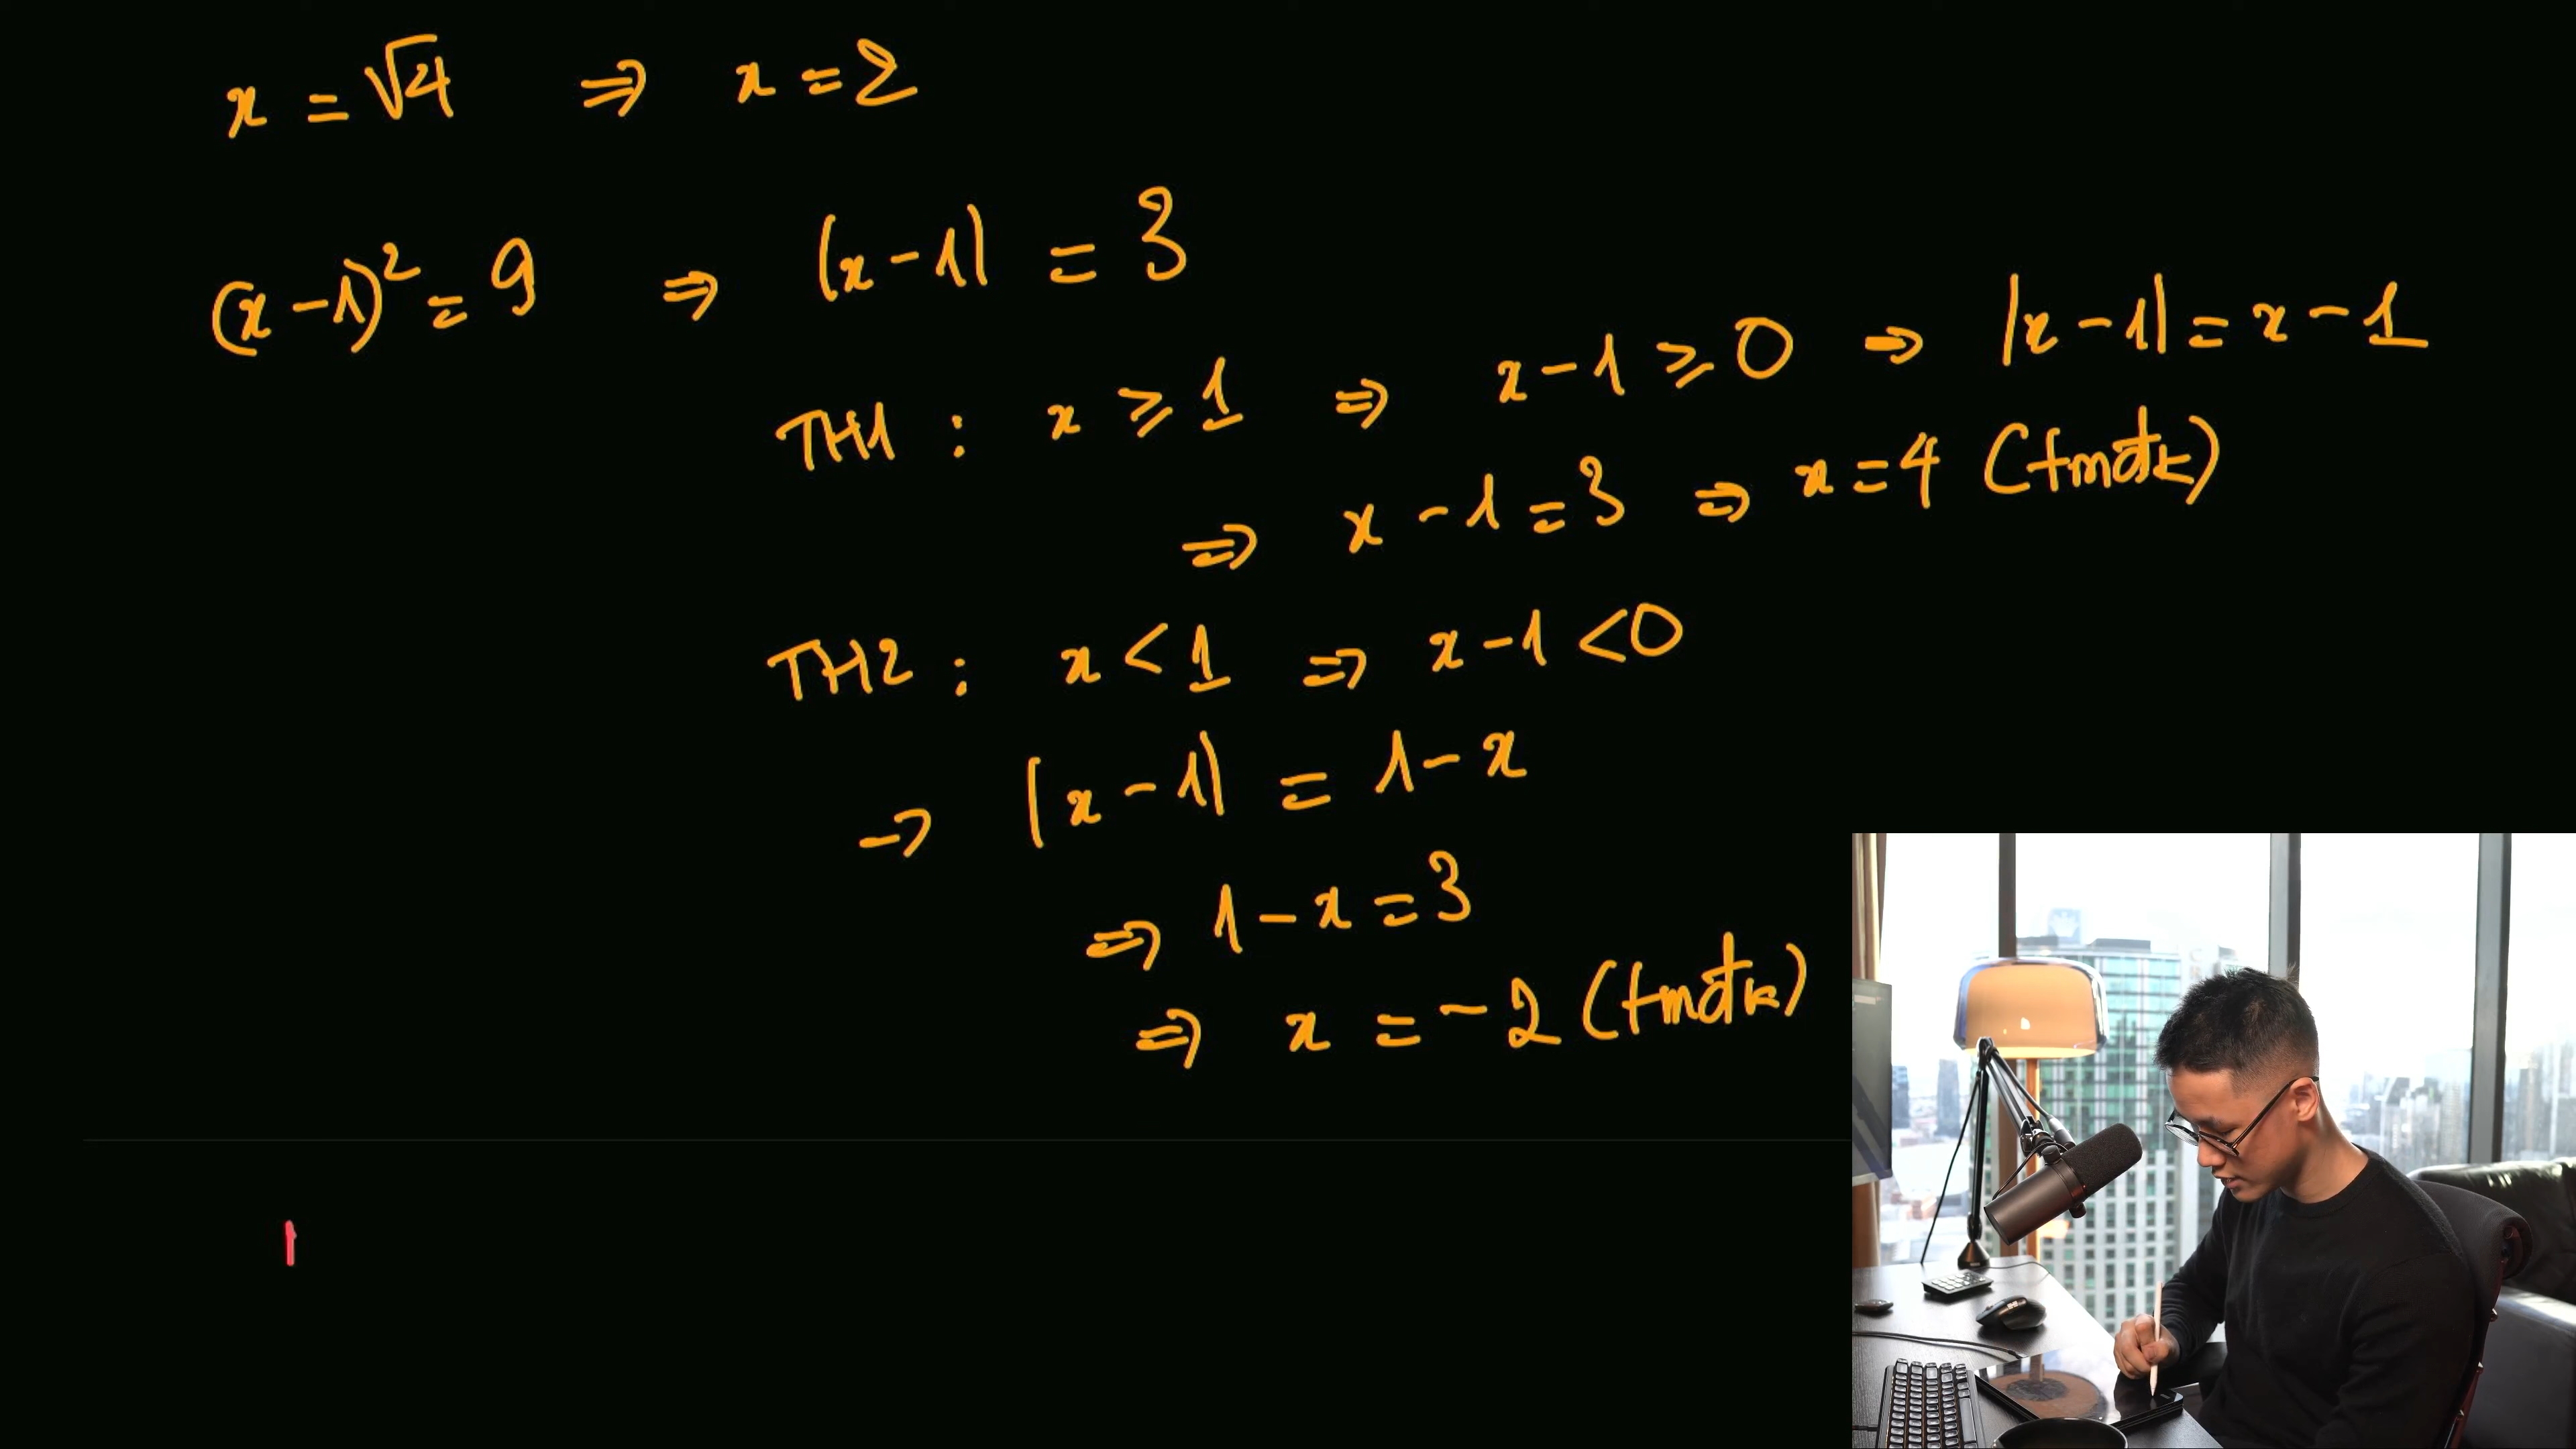 x = √4 ⇒ x = 2
(x - 1)² = 9 ⇒ |x - 1| = 3
TH1 : x ≥ 1 ⇒ x - 1 ≥ 0 ⇒ |x - 1| = x - 1
⇒ x - 1 = 3 ⇒ x = 4 (tmđk)
TH2 : x < 1 ⇒ x - 1 < 0
→ |x - 1| = 1 - x
⇒ 1 - x = 3
⇒ x = -2 (tmđk)